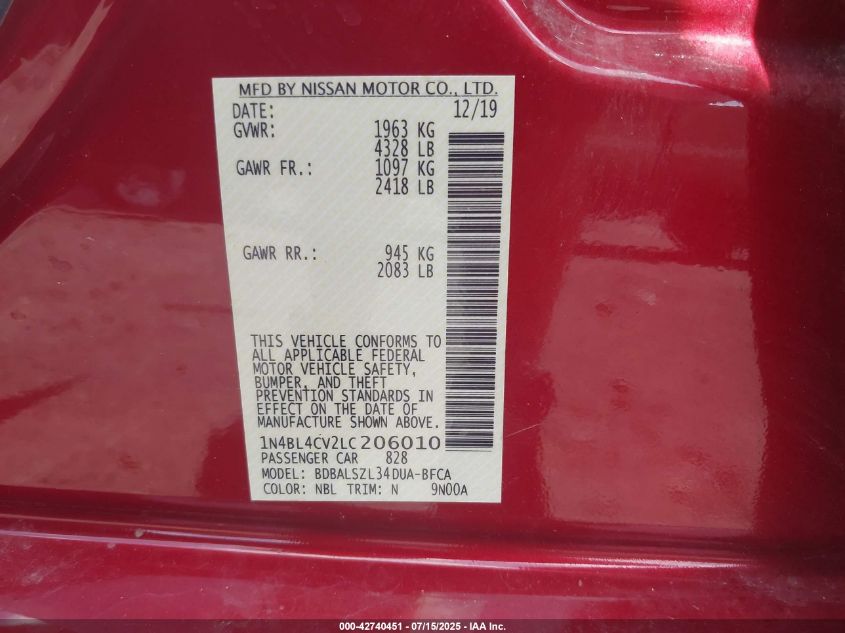 MFD BY NISSAN MOTOR CO., LTD.
DATE: 12/19
GVWR: 1963 KG
4328 LB
GAWR FR.: 1097 KG
2418 LB
GAWR RR.: 945 KG
2083 LB
THIS VEHICLE CONFORMS TO
ALL APPLICABLE FEDERAL
MOTOR VEHICLE SAFETY,
BUMPER, AND THEFT
PREVENTION STANDARDS IN
EFFECT ON THE DATE OF
MANUFACTURE SHOWN ABOVE.
1N4BL4CV2LC206010
PASSENGER CAR 828
MODEL: BDBALSZL34DUA-BFCA
COLOR: NBL TRIM: N 9N00A
000-42740451 - 07/15/2025 - IAA Inc.